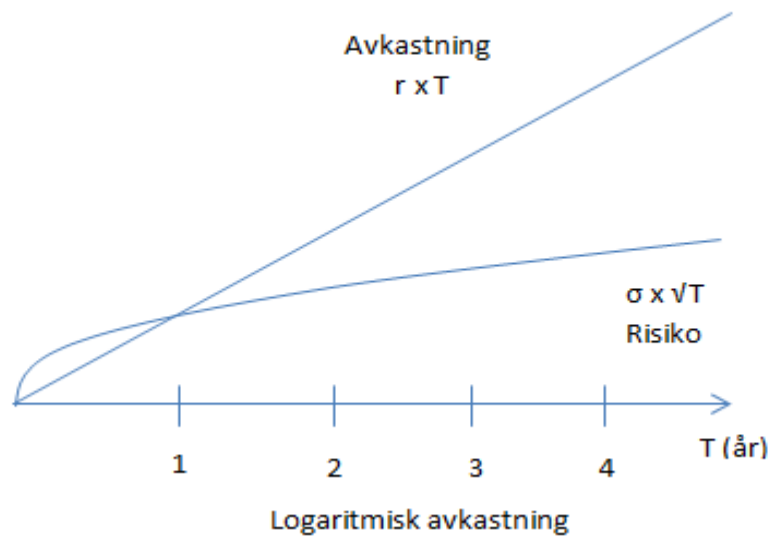 Avkastning
r x T
σ x √T
Risiko
T (år)
1 2 3 4
Logaritmisk avkastning